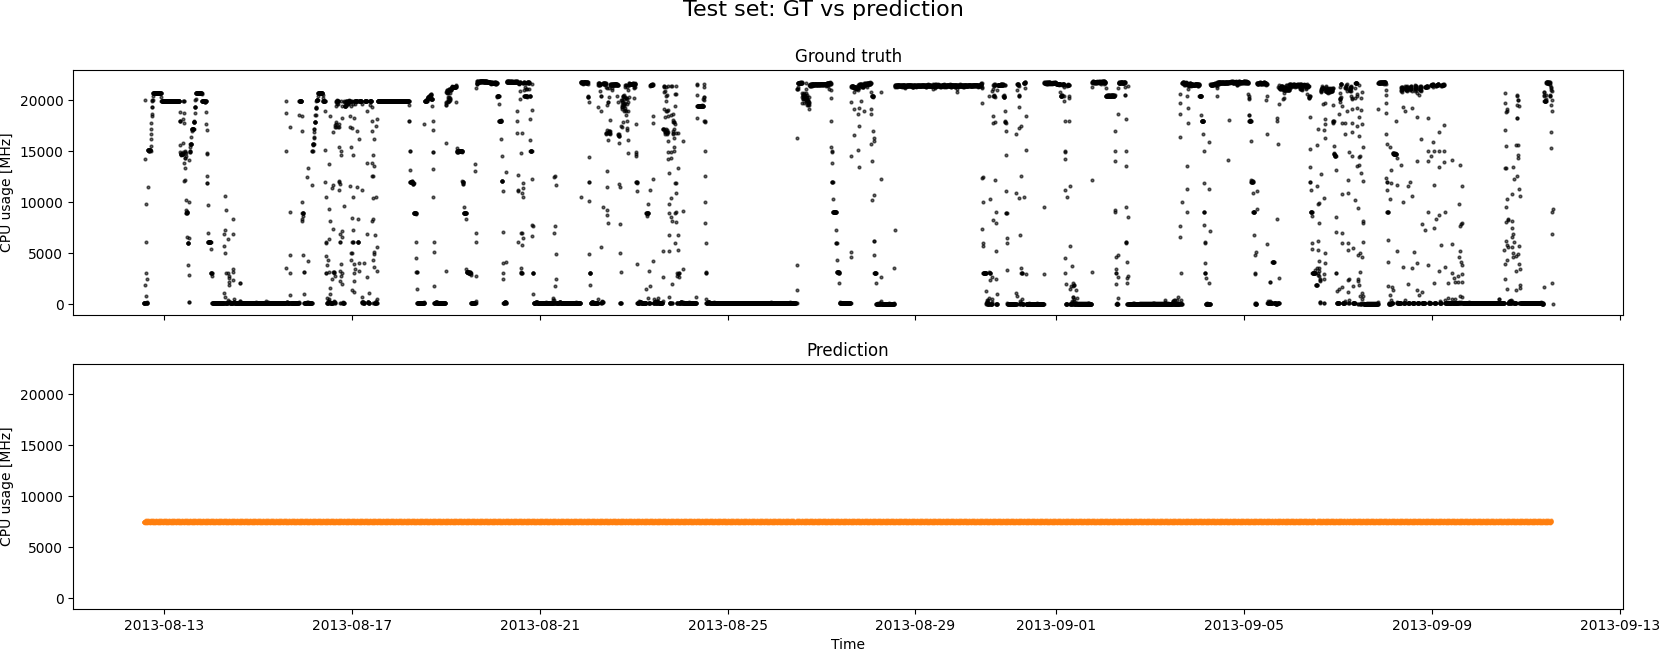 Test set: GT vs prediction
Ground truth
CPU usage [MHz]
20000
15000
10000
5000
0
Prediction
CPU usage [MHz]
20000
15000
10000
5000
0
2013-08-13 2013-08-17 2013-08-21 2013-08-25 2013-08-29 2013-09-01 2013-09-05 2013-09-09 2013-09-13
Time